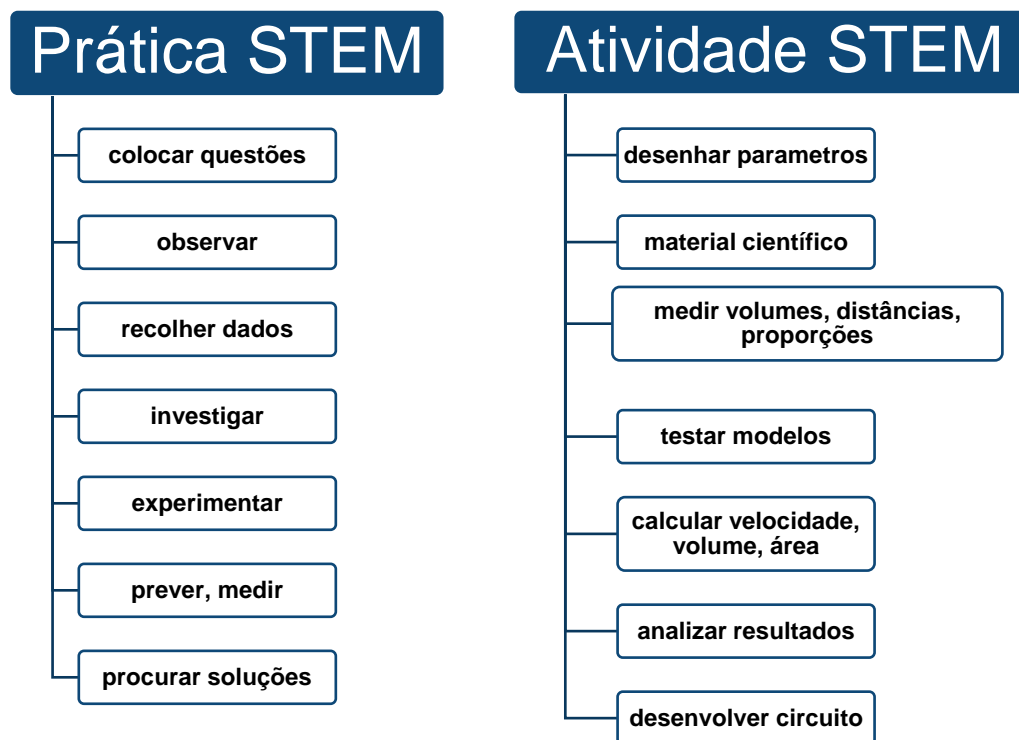 Prática STEM
colocar questões
observar
recolher dados
investigar
experimentar
prever, medir
procurar soluções
Atividade STEM
desenhar parametros
material científico
medir volumes, distâncias,
proporções
testar modelos
calcular velocidade,
volume, área
analizar resultados
desenvolver circuito